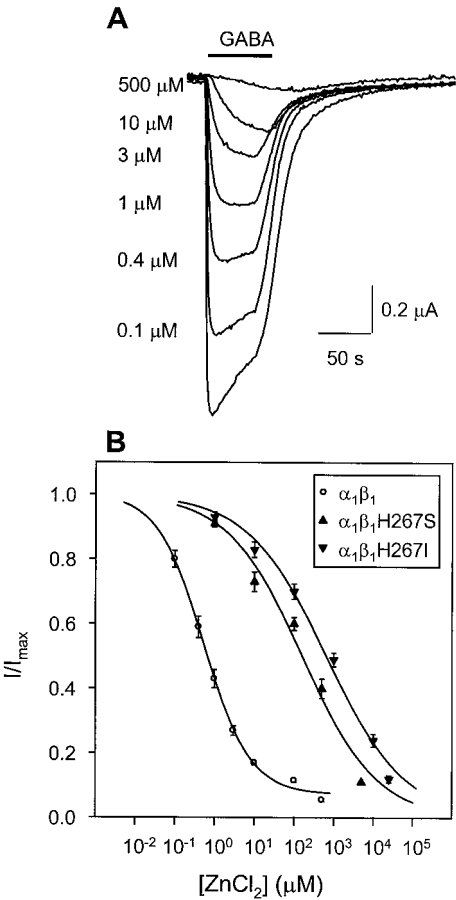 A
GABA
500 μM
10 μM
3 μM
1 μM
0.4 μM
0.1 μM
0.2 μA
50 s
B
α₁β₁
α₁β₁H267S
α₁β₁H267I
1.0
0.8
0.6
0.4
0.2
0.0
I/Imax
10⁻² 10⁻¹ 10⁰ 10¹ 10² 10³ 10⁴ 10⁵
[ZnCl₂] (μM)